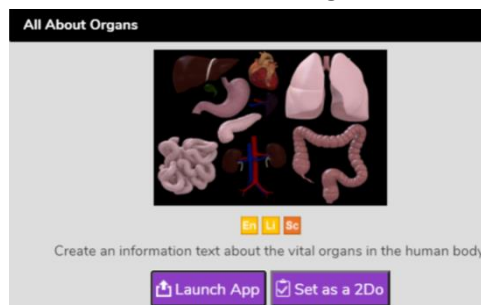 All About Organs
En Li Sc
Create an information text about the vital organs in the human body
Launch App Set as a 2Do